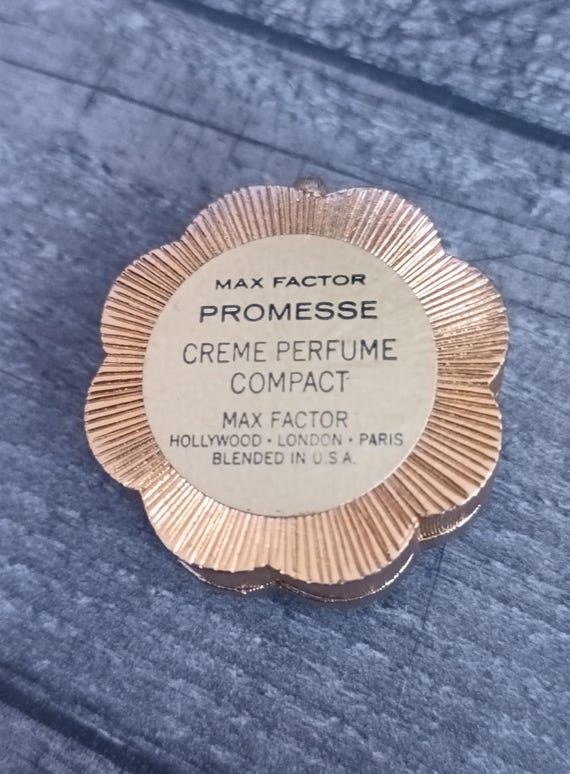 MAX FACTOR
PROMESSE
CREME PERFUME
COMPACT
MAX FACTOR
HOLLYWOOD • LONDON • PARIS
BLENDED IN U.S.A.